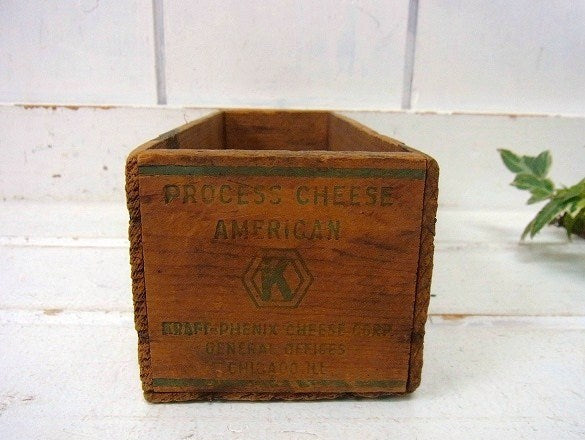 PROCESS CHEESE
AMERICAN
K
KRAFT-PHENIX CHEESE CORP.
GENERAL OFFICES
CHICAGO ILL.